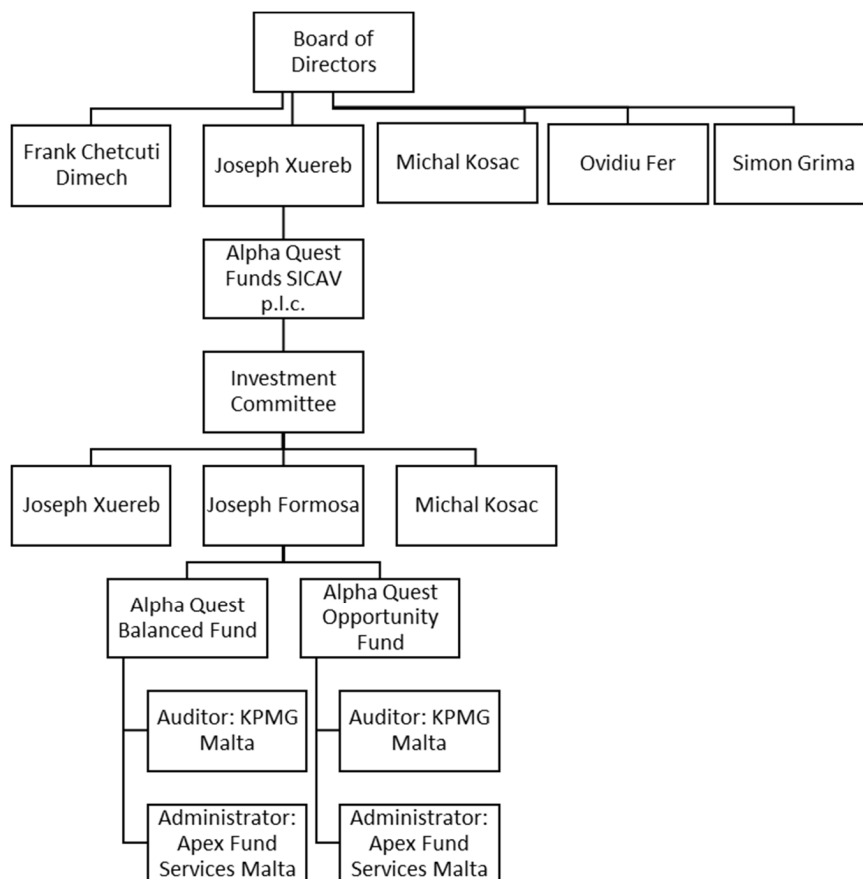 Board of
Directors
Frank Chetcuti
Dimech
Joseph Xuereb
Michal Kosac
Ovidiu Fer
Simon Grima
Alpha Quest
Funds SICAV
p.l.c.
Investment
Committee
Joseph Xuereb
Joseph Formosa
Michal Kosac
Alpha Quest
Balanced Fund
Alpha Quest
Opportunity
Fund
Auditor: KPMG
Malta
Auditor: KPMG
Malta
Administrator:
Apex Fund
Services Malta
Administrator:
Apex Fund
Services Malta